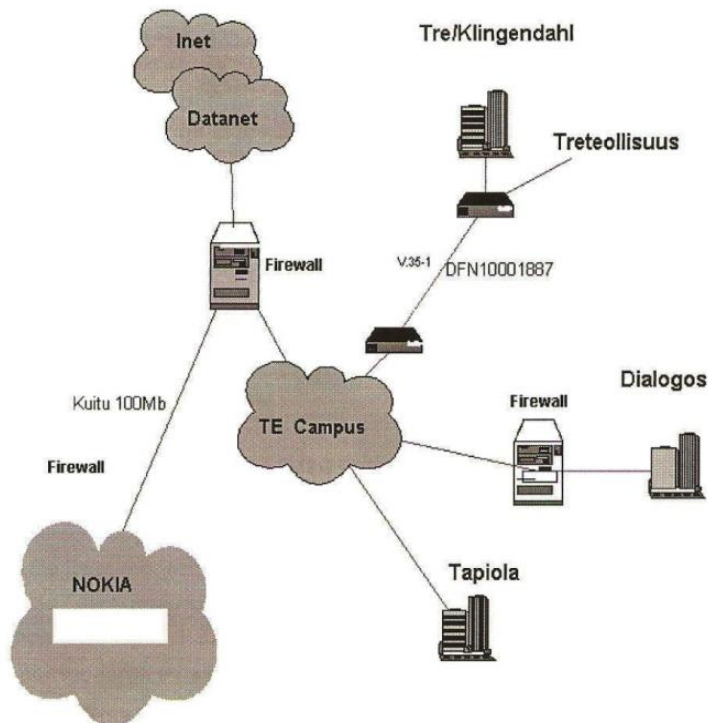 Inet
Datanet
Tre/Klingendahl
Treteollisuus
Firewall
V.35-1
DFN10001887
Kuitu 100Mb
TE Campus
Firewall
Dialogos
Firewall
NOKIA
Tapiola